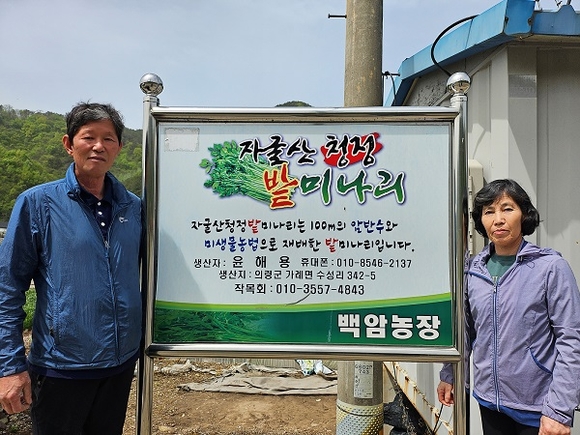 자굴산 청정
밭미나리
자굴산청정밭미나리는 100m의 암반수와
미생물농법으로 재배한 밭미나리입니다.
생산자: 윤 해 용 휴대폰: 010-8546-2137
생산지: 의령군 가례면 수성리 342-5
작목회: 010-3557-4843
백암농장